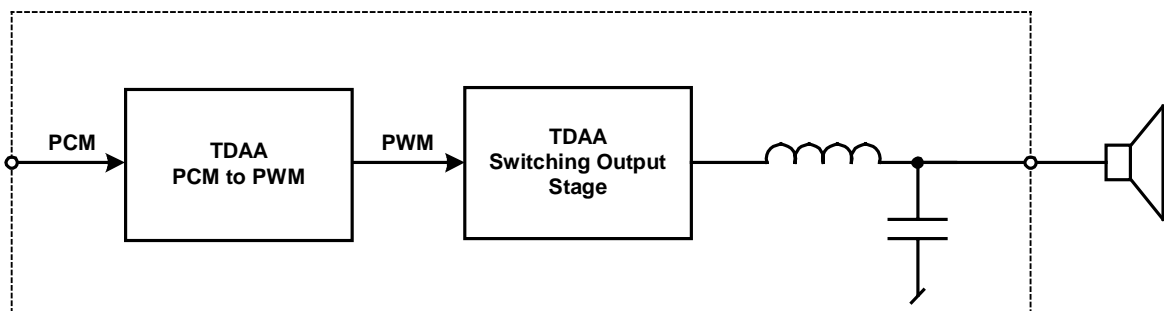 PCM
TDAA
PCM to PWM
PWM
TDAA
Switching Output
Stage